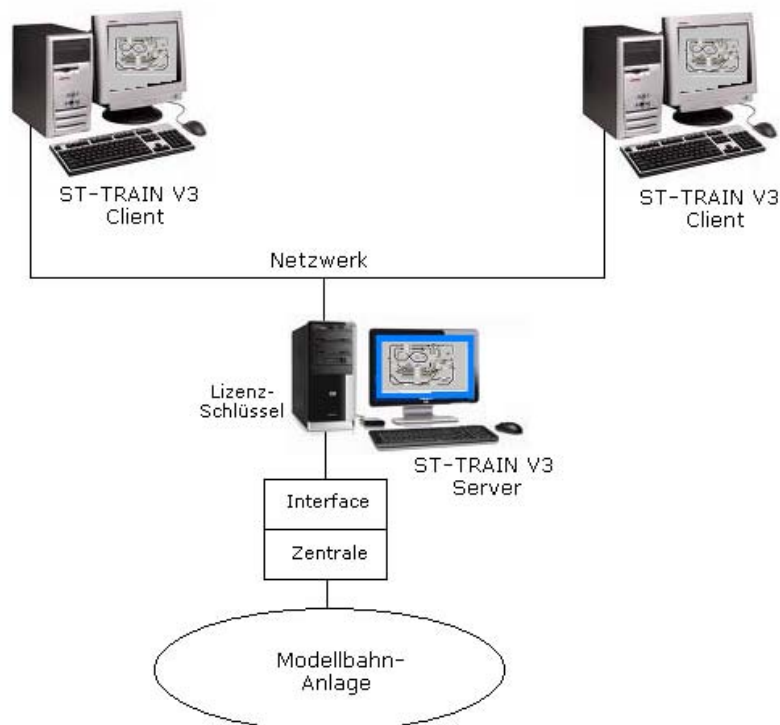 ST-TRAIN V3
Client
ST-TRAIN V3
Client
Netzwerk
Lizenz-
Schlüssel
ST-TRAIN V3
Server
Interface
Zentrale
Modellbahn-
Anlage